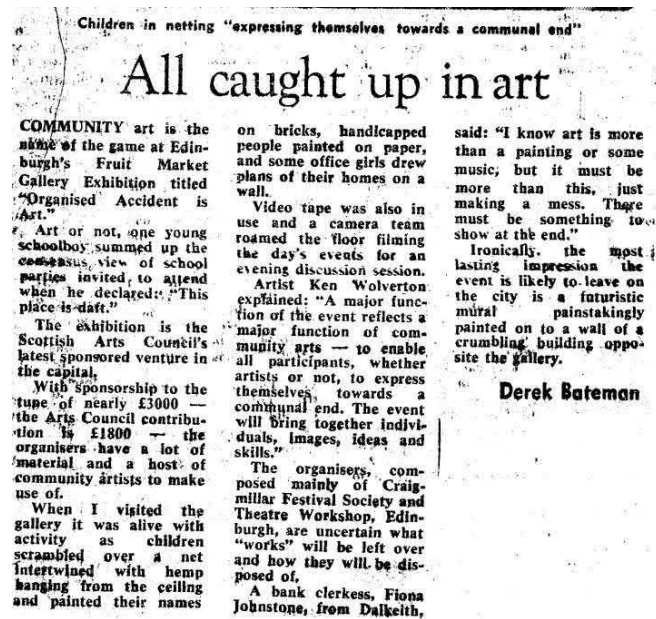 Children in netting "expressing themselves towards a communal end"
All caught up in art
COMMUNITY art is the
name of the game at Edin-
burgh's Fruit Market
Gallery Exhibition titled
"Organised Accident is
Art."
Art or not, one young
schoolboy summed up the
consensus view of school
parties invited to attend
when he declared: "This
place is daft."
The exhibition is the
Scottish Arts Council's
latest sponsored venture in
the capital.
With sponsorship to the
tune of nearly £3000 —
the Arts Council contribu-
tion is £1800 — the
organisers have a lot of
material and a host of
community artists to make
use of.
When I visited the
gallery it was alive with
activity as children
scrambled over a net
intertwined with hemp
hanging from the ceiling
and painted their names
on bricks, handicapped
people painted on paper,
and some office girls drew
plans of their homes on a
wall.
Video tape was also in
use and a camera team
roamed the floor filming
the day's events for an
evening discussion session.
Artist Ken Wolverton
explained: "A major func-
tion of the event reflects a
major function of com-
munity arts — to enable
all participants, whether
artists or not, to express
themselves towards a
communal end. The event
will bring together indivi-
duals, images, ideas and
skills."
The organisers, com-
posed mainly of Craig-
millar Festival Society and
Theatre Workshop, Edin-
burgh, are uncertain what
"works" will be left over
and how they will be dis-
posed of.
A bank clerkess, Fiona
Johnstone, from Dalkeith,
said: "I know art is more
than a painting or some
music, but it must be
more than this, just
making a mess. There
must be something to
show at the end."
Ironically, the most
lasting impression the
event is likely to leave on
the city is a futuristic
mural painstakingly
painted on to a wall of a
crumbling building oppo-
site the gallery.
Derek Bateman